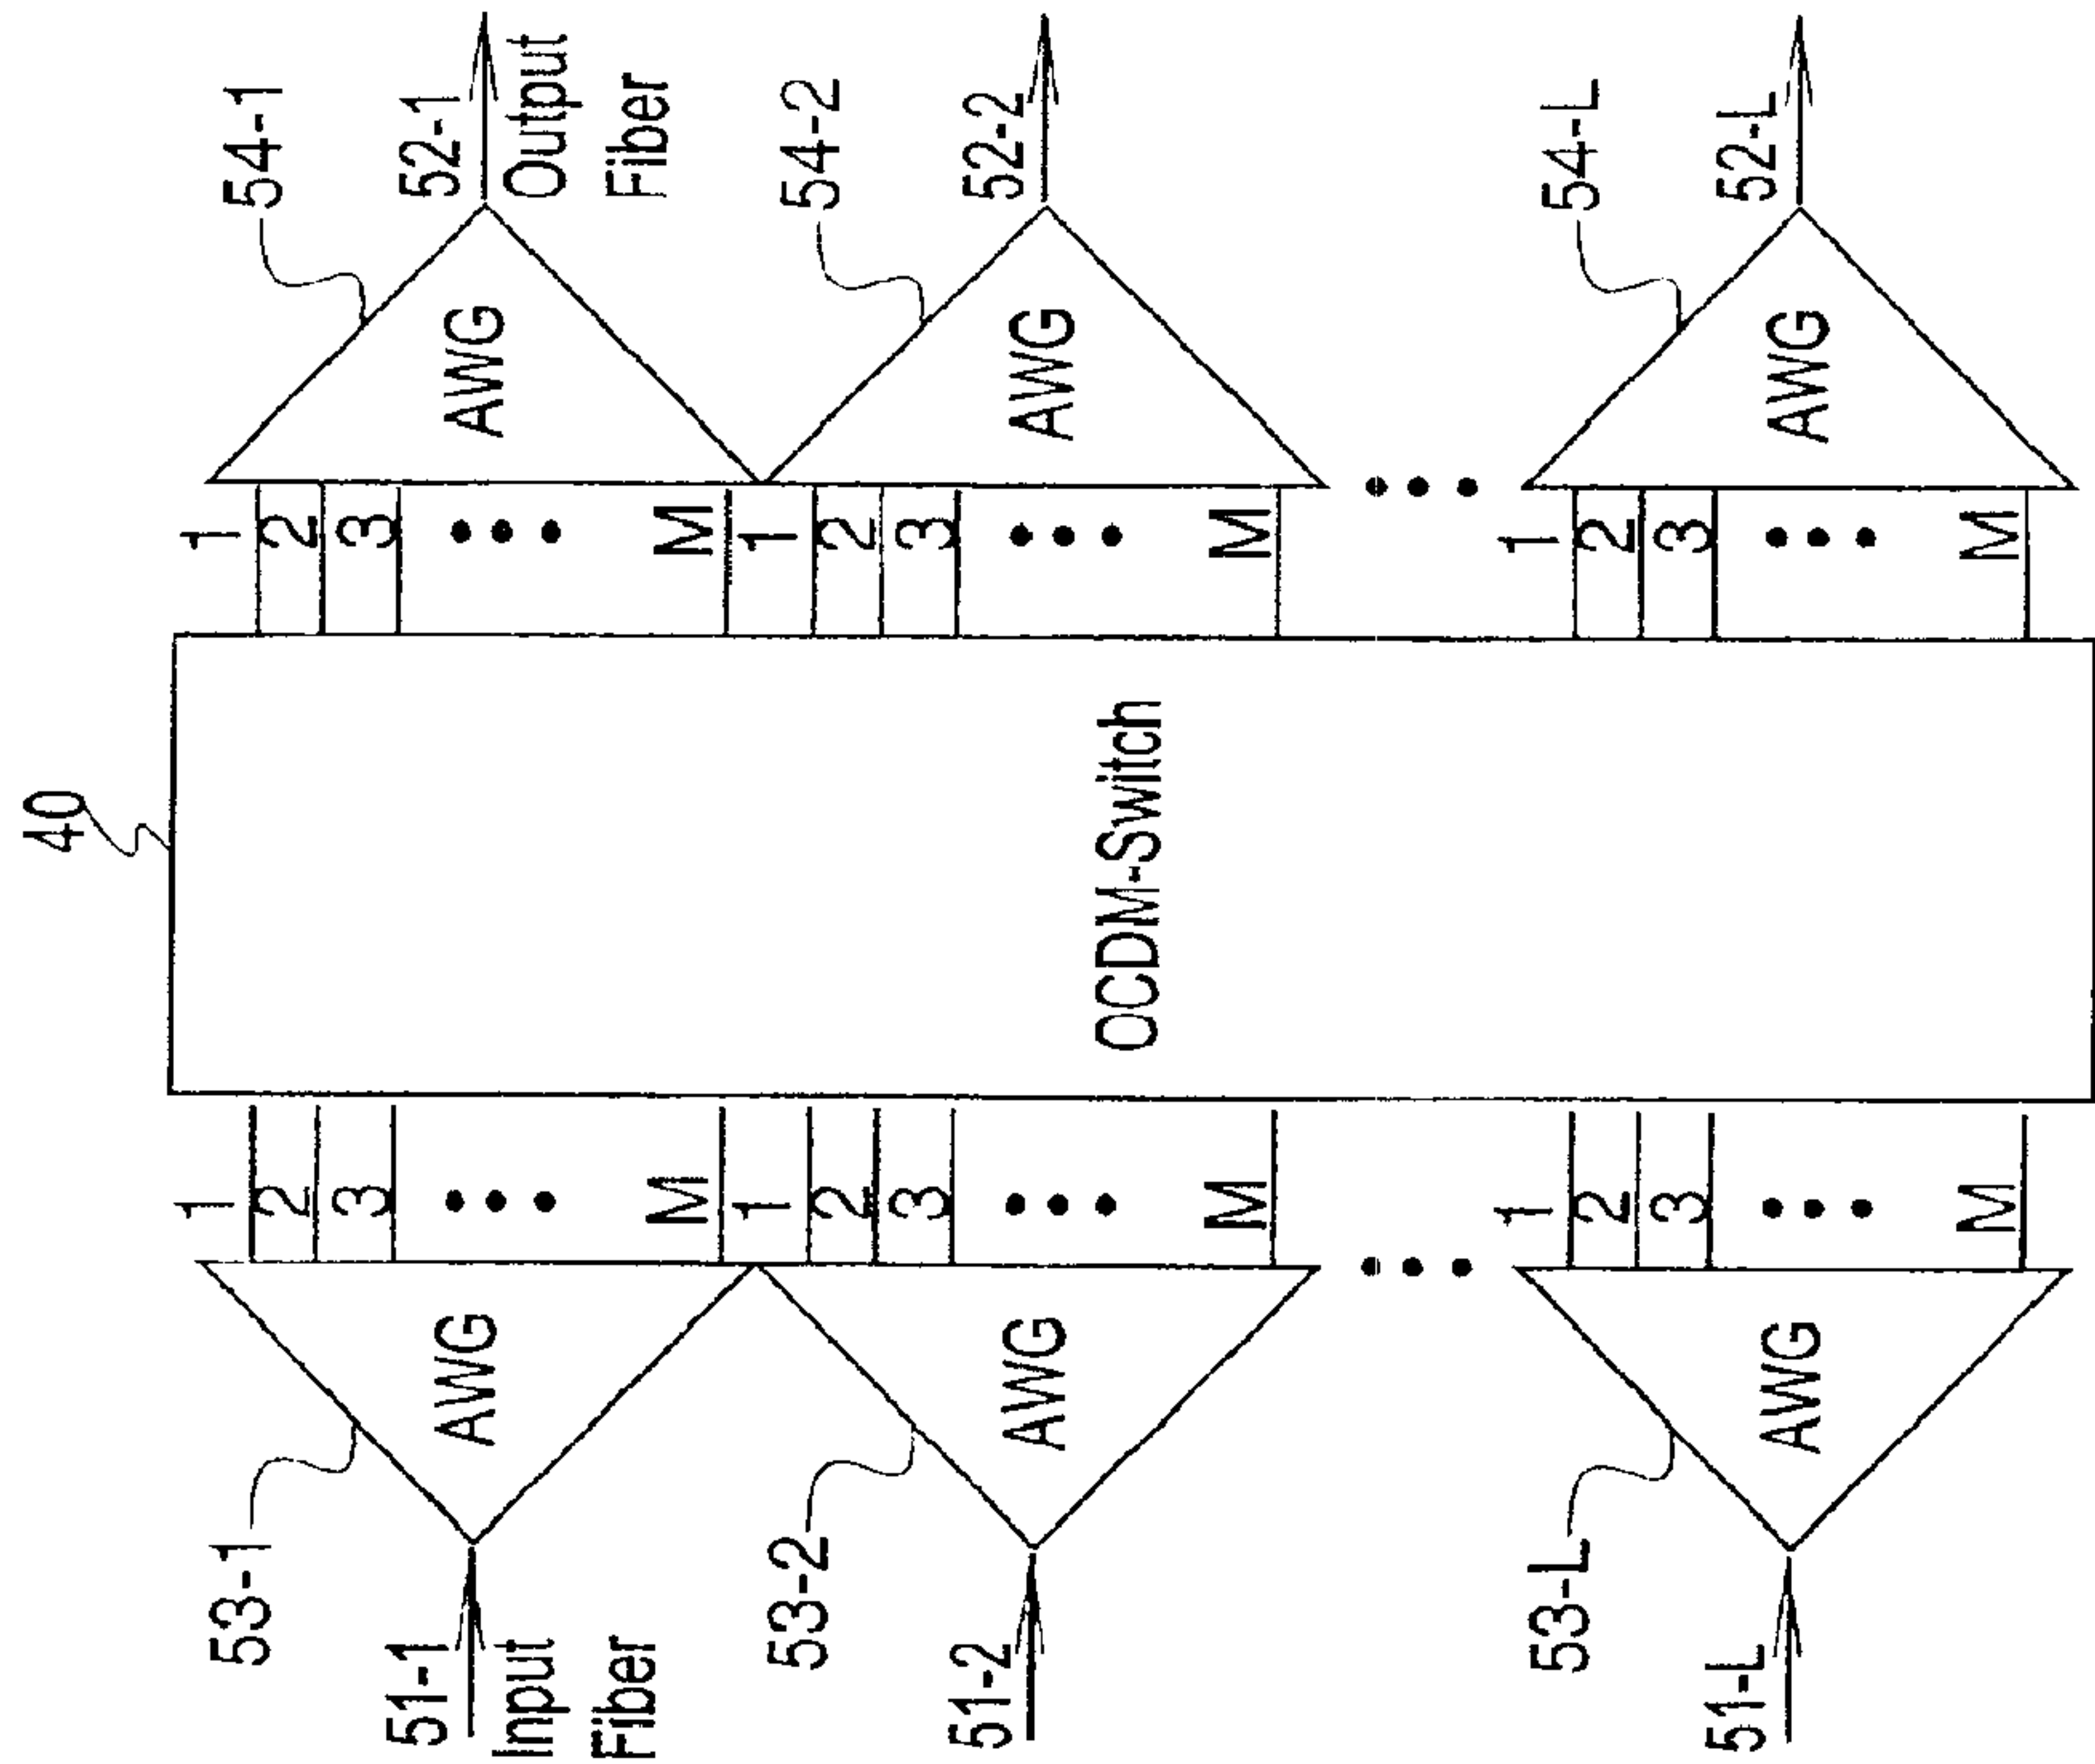 40
53-1
51-1
Input
Fiber
AWG
1
2
3
M
54-1
52-1
Output
Fiber
AWG
1
2
3
M
53-2
51-2
AWG
1
2
3
M
54-2
52-2
AWG
1
2
3
M
OCDM-Switch
53-L
51-L
AWG
1
2
3
M
54-L
52-L
AWG
1
2
3
M